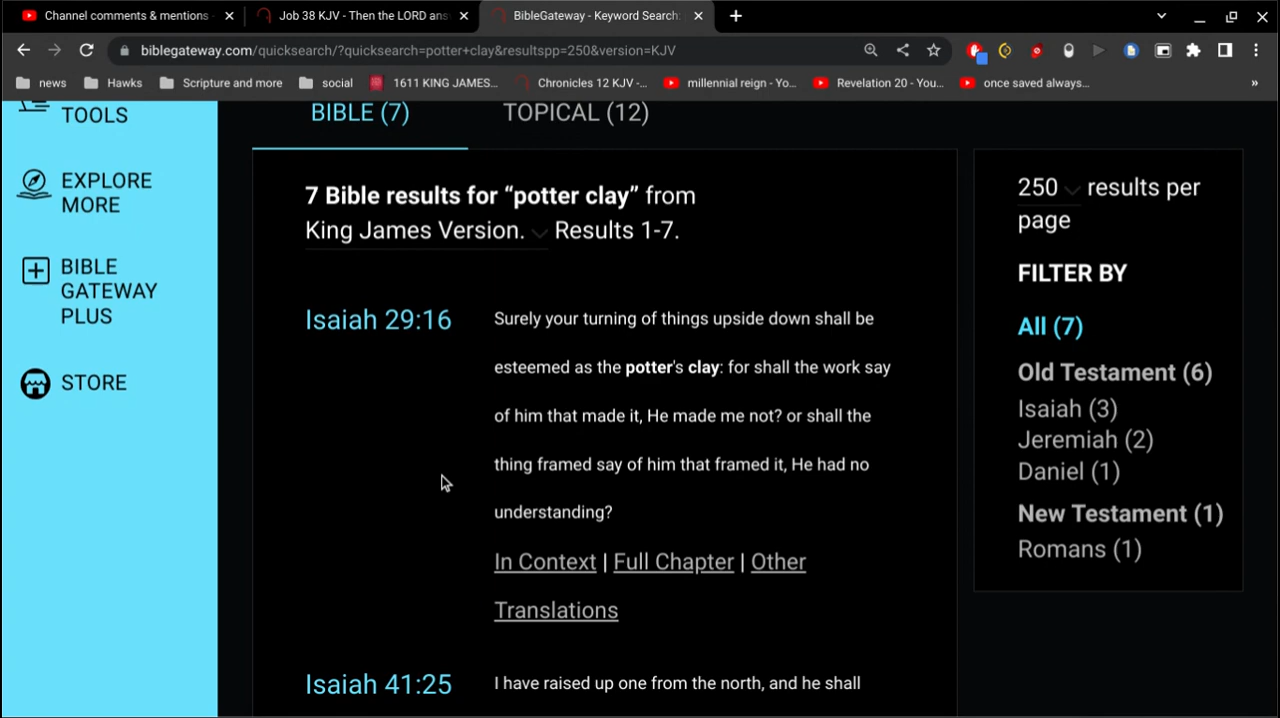 Channel comments & mentions
Job 38 KJV - Then the LORD ans
BibleGateway - Keyword Search:
biblegateway.com/quicksearch/?quicksearch=potter+clay&resultspp=250&version=KJV
news
Hawks
Scripture and more
social
1611 KING JAMES...
Chronicles 12 KJV -...
millennial reign - Yo...
Revelation 20 - You...
once saved always...
»
TOOLS
EXPLORE
MORE
BIBLE
GATEWAY
PLUS
STORE
BIBLE (7)
TOPICAL (12)
7 Bible results for “potter clay” from
King James Version. Results 1-7.
Isaiah 29:16
Surely your turning of things upside down shall be
esteemed as the potter's clay: for shall the work say
of him that made it, He made me not? or shall the
thing framed say of him that framed it, He had no
understanding?
In Context | Full Chapter | Other
Translations
Isaiah 41:25
I have raised up one from the north, and he shall
250 results per
page
FILTER BY
All (7)
Old Testament (6)
Isaiah (3)
Jeremiah (2)
Daniel (1)
New Testament (1)
Romans (1)